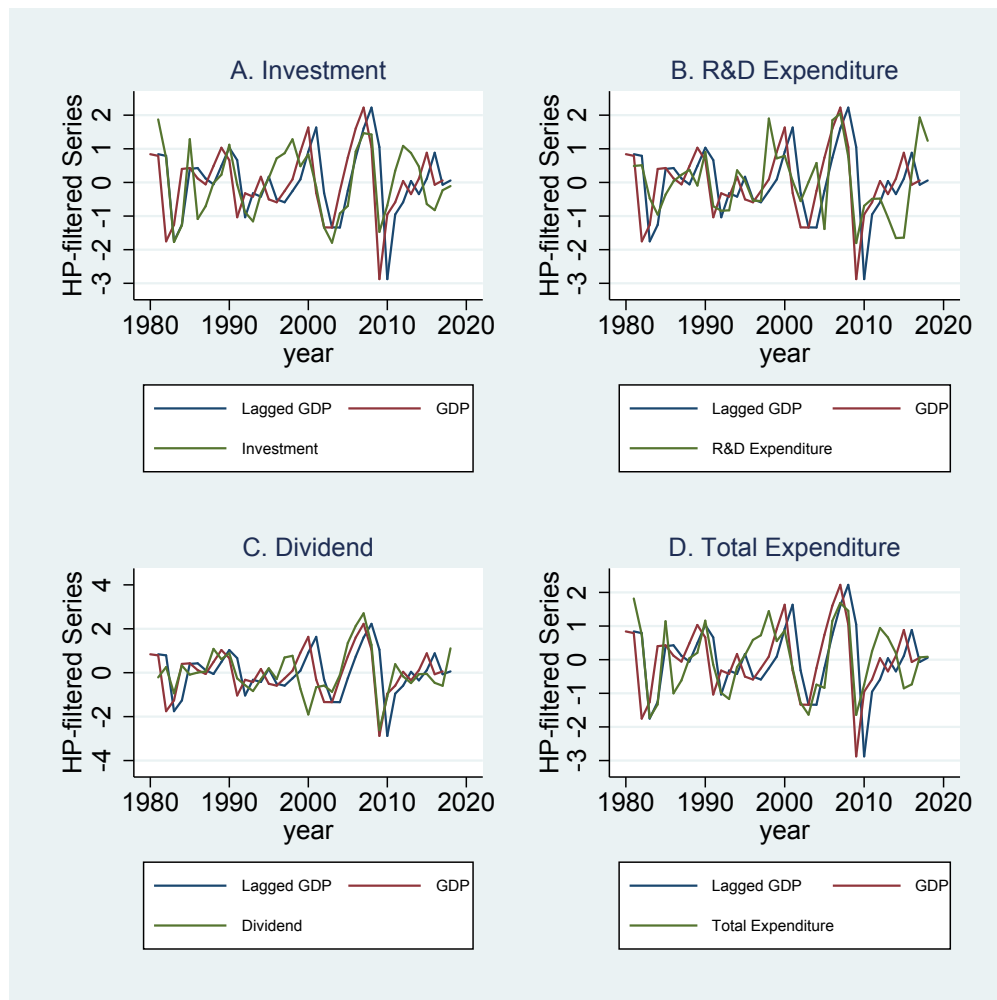 A. Investment
HP-filtered Series
2
1
0
-1
-2
-3
1980 1990 2000 2010 2020
year
Lagged GDP GDP
Investment
B. R&D Expenditure
HP-filtered Series
2
1
0
-1
-2
-3
1980 1990 2000 2010 2020
year
Lagged GDP GDP
R&D Expenditure
C. Dividend
HP-filtered Series
4
2
0
-2
-4
1980 1990 2000 2010 2020
year
Lagged GDP GDP
Dividend
D. Total Expenditure
HP-filtered Series
2
1
0
-1
-2
-3
1980 1990 2000 2010 2020
year
Lagged GDP GDP
Total Expenditure